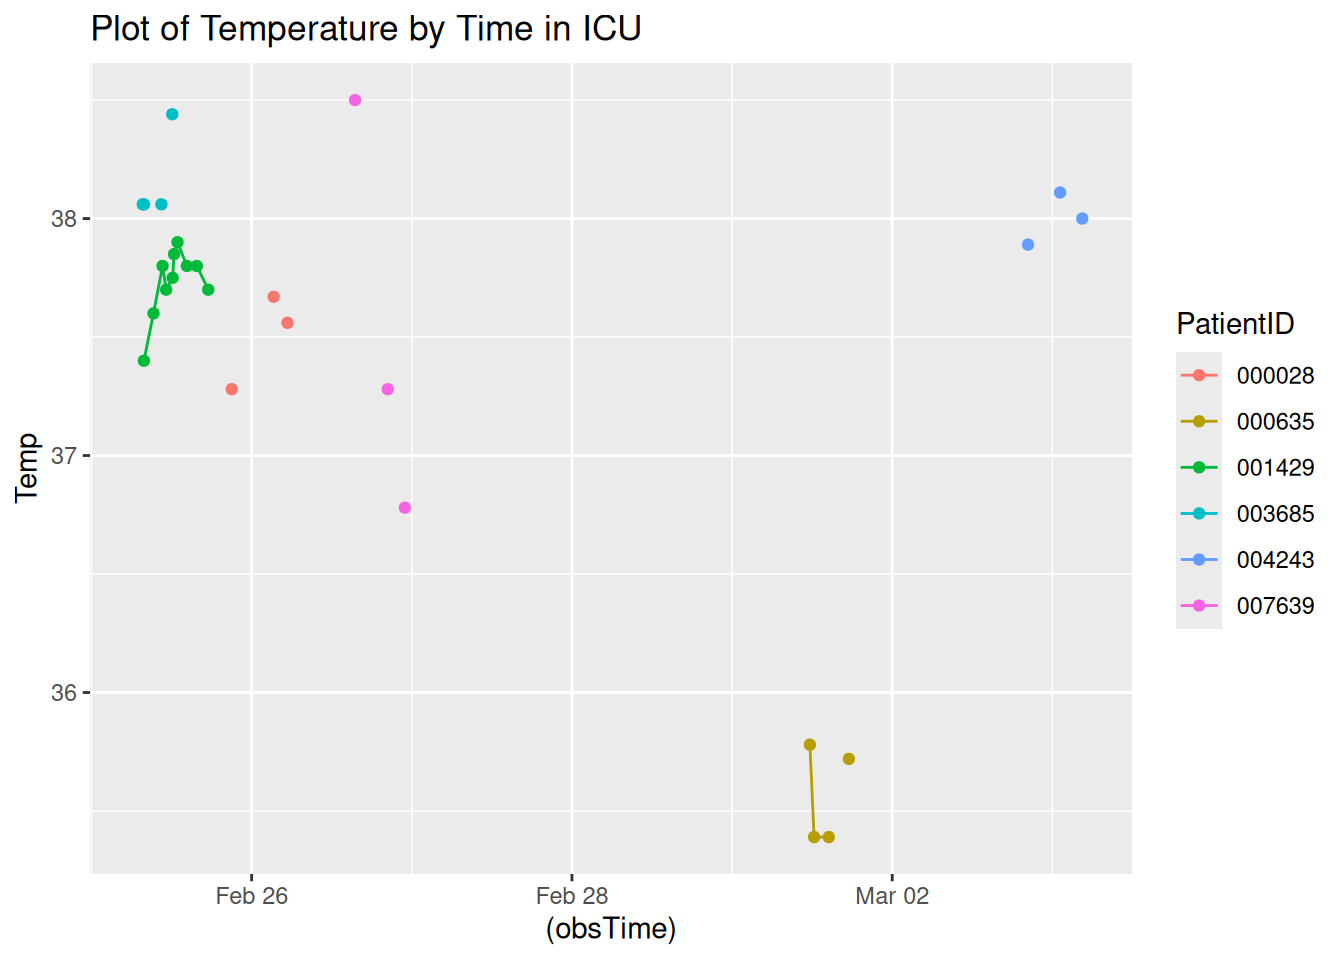 Plot of Temperature by Time in ICU
38
37
36
Temp
Feb 26
Feb 28
Mar 02
(obsTime)
PatientID
000028
000635
001429
003685
004243
007639